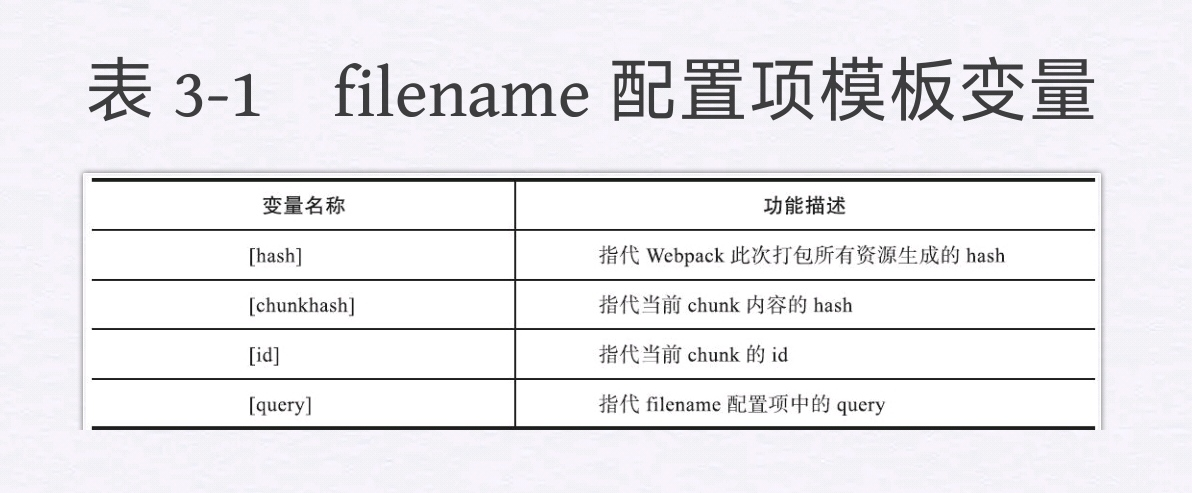 表 3-1 filename 配置项模板变量
变量名称 功能描述
[hash] 指代 Webpack 此次打包所有资源生成的 hash
[chunkhash] 指代当前 chunk 内容的 hash
[id] 指代当前 chunk 的 id
[query] 指代 filename 配置项中的 query